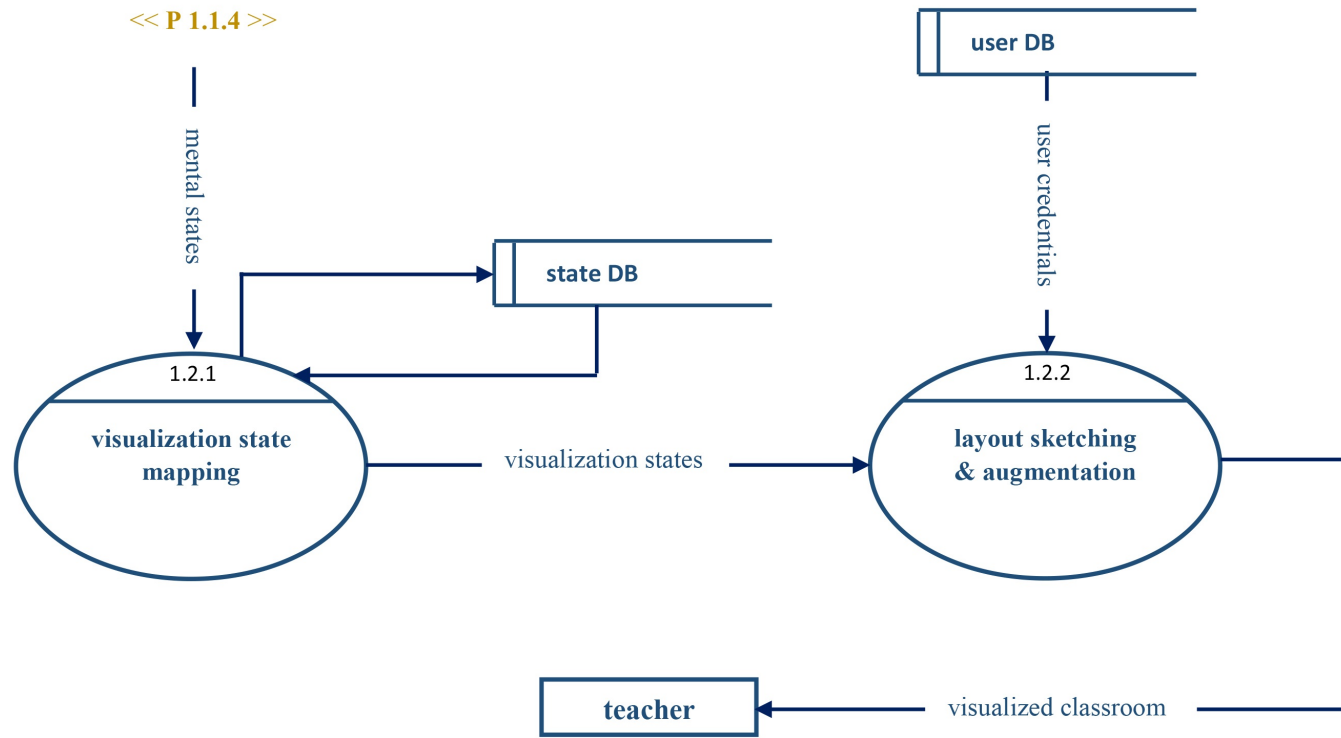 << P 1.1.4 >>
user DB
mental states
user credentials
state DB
1.2.1
visualization state
mapping
visualization states
1.2.2
layout sketching
& augmentation
teacher
visualized classroom